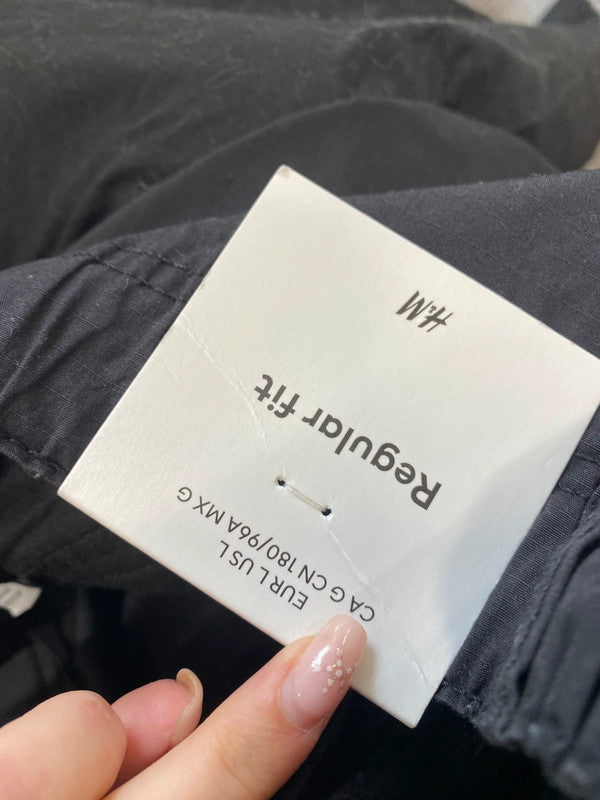 H&M
Regular fit
EUR L US L
CA G CN 180/96A MX G